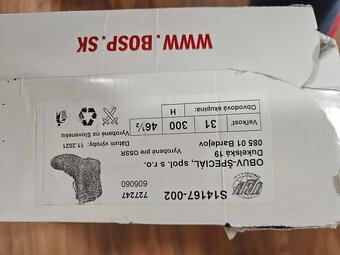 WWW.BOSP.SK
S14167-002
727247
606060
OBUV-ŠPECIÁL, spol. s r.o.
Dukelská 19
085 01 Bardejov
Vyrobené pre OSSR
Veľkosť:
31
300
46½
Obvodová skupina:
H
Vyrobené na Slovensku
Dátum výroby: 11.2021